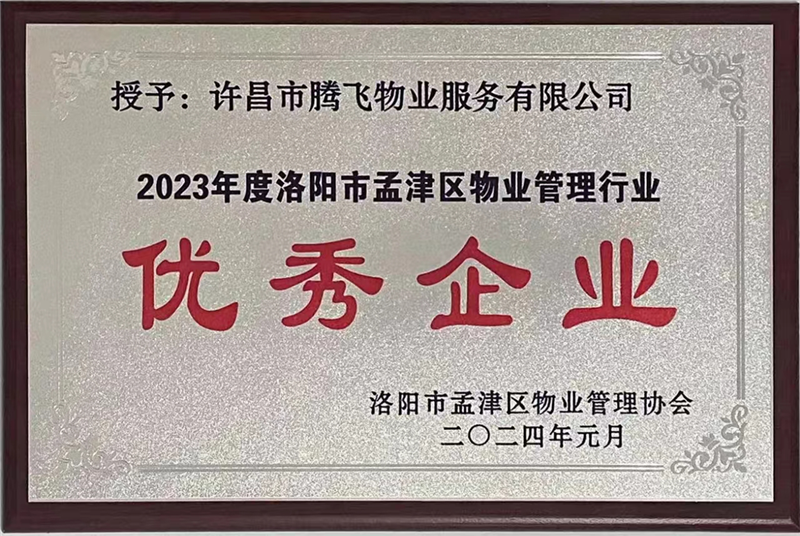 授予：许昌市腾飞物业服务有限公司
2023年度洛阳市孟津区物业管理行业
优秀企业
洛阳市孟津区物业管理协会
二〇二四年元月